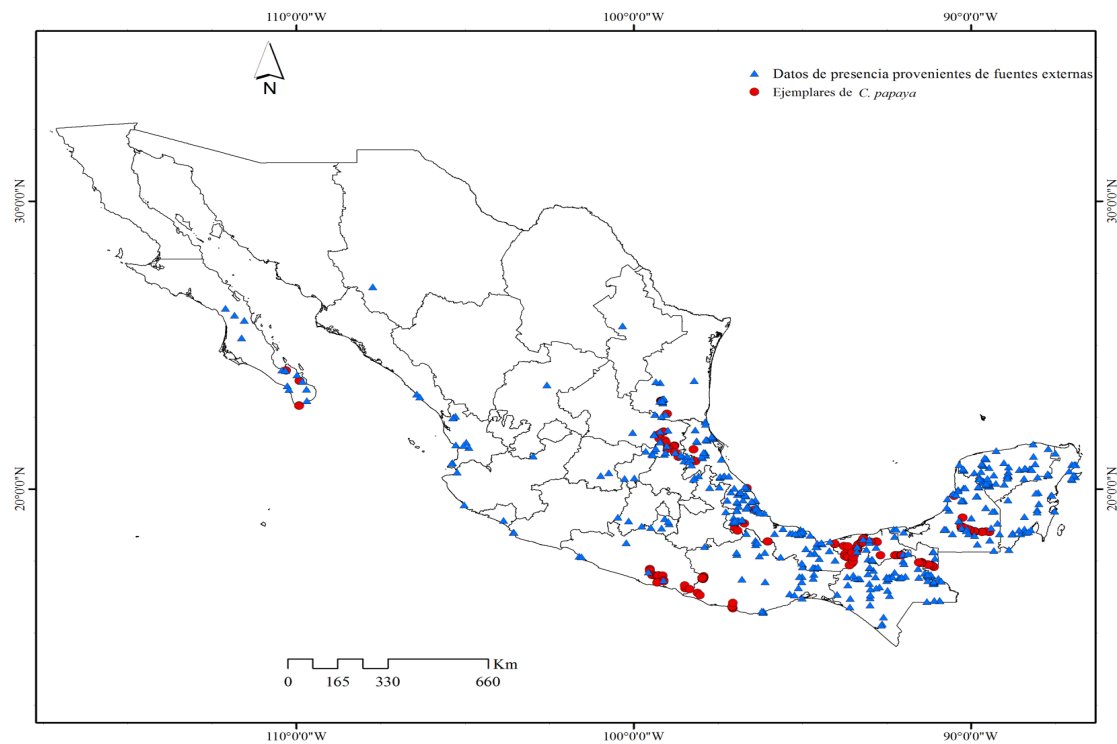 110°0'0"W
100°0'0"W
90°0'0"W
N
Datos de presencia provenientes de fuentes externas
Ejemplares de C. papaya
30°0'0"N
30°0'0"N
20°0'0"N
20°0'0"N
Km
0 165 330 660
110°0'0"W
100°0'0"W
90°0'0"W